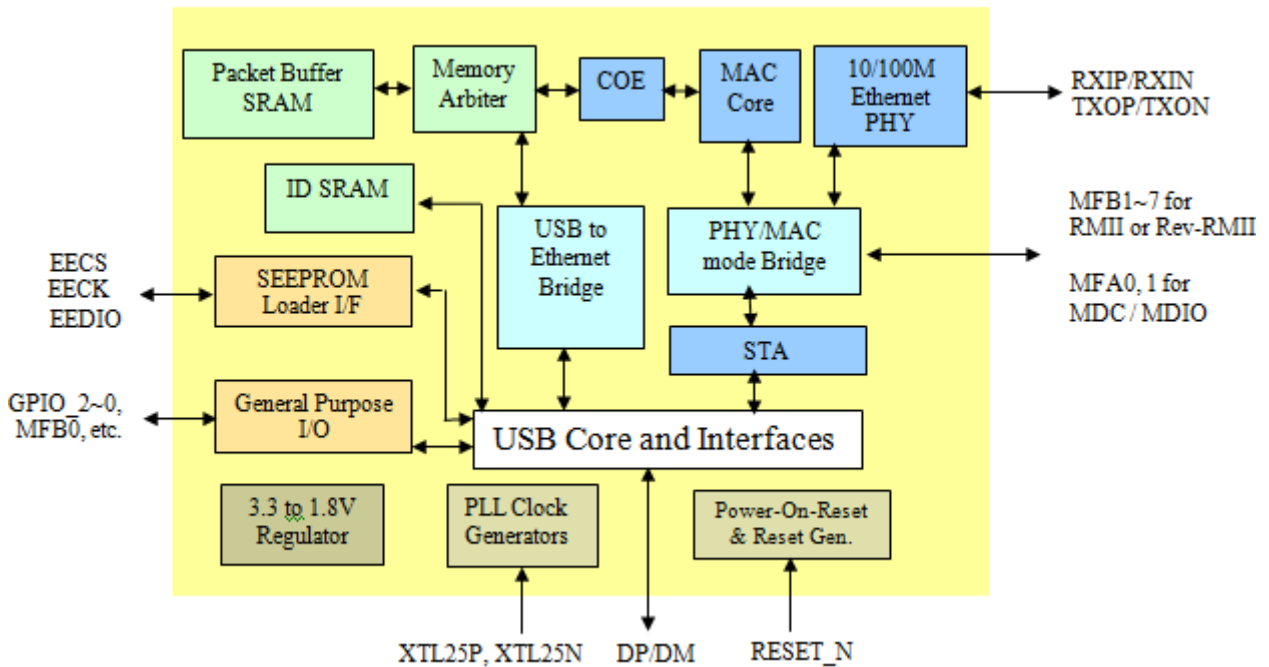 Packet Buffer
SRAM
Memory
Arbiter
COE
MAC
Core
10/100M
Ethernet
PHY
RXIP/RXIN
TXOP/TXON
ID SRAM
USB to
Ethernet
Bridge
PHY/MAC
mode Bridge
MFB1~7 for
RMII or Rev-RMII
MFA0, 1 for
MDC / MDIO
EECS
EECK
EEDIO
SEEPROM
Loader I/F
STA
GPIO_2~0,
MFB0, etc.
General Purpose
I/O
USB Core and Interfaces
3.3 to 1.8V
Regulator
PLL Clock
Generators
Power-On-Reset
& Reset Gen.
XTL25P, XTL25N
DP/DM
RESET_N